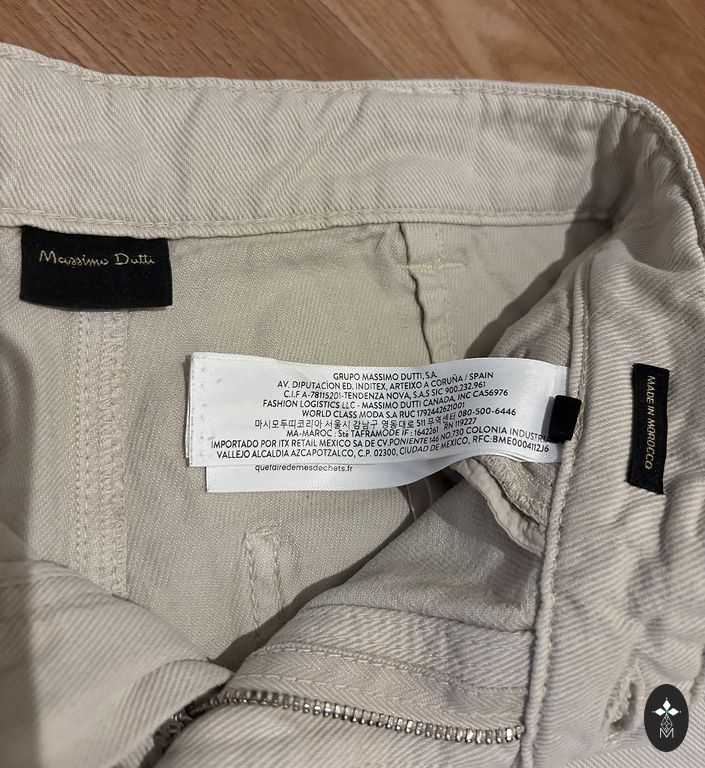 Massimo Dutti
GRUPO MASSIMO DUTTI, S.A.
AV. DIPUTACION ED. INDITEX, ARTEIXO A CORUÑA / SPAIN
C.I.F A-78115201-TENDENZA NOVA, S.A.S SIC 900.232.961
FASHION LOGISTICS LLC - MASSIMO DUTTI CANADA, INC CA56976
WORLD CLASS MODA S.A RUC 1792442621001
마시모두띠코리아 서울시 강남구 영동대로 511 무역센터 080-500-6446
MA-MAROC : Sté TAFRAMODE IF : 1642261 RN 119227
IMPORTADO POR ITX RETAIL MEXICO SA DE CV.PONIENTE 146 NO.730 COLONIA INDUSTRI
VALLEJO ALCALDIA AZCAPOTZALCO, C.P. 02300, CIUDAD DE MEXICO, RFC:BME0004112J6
quefairedemesdechets.fr
MADE IN MOROCCO
M